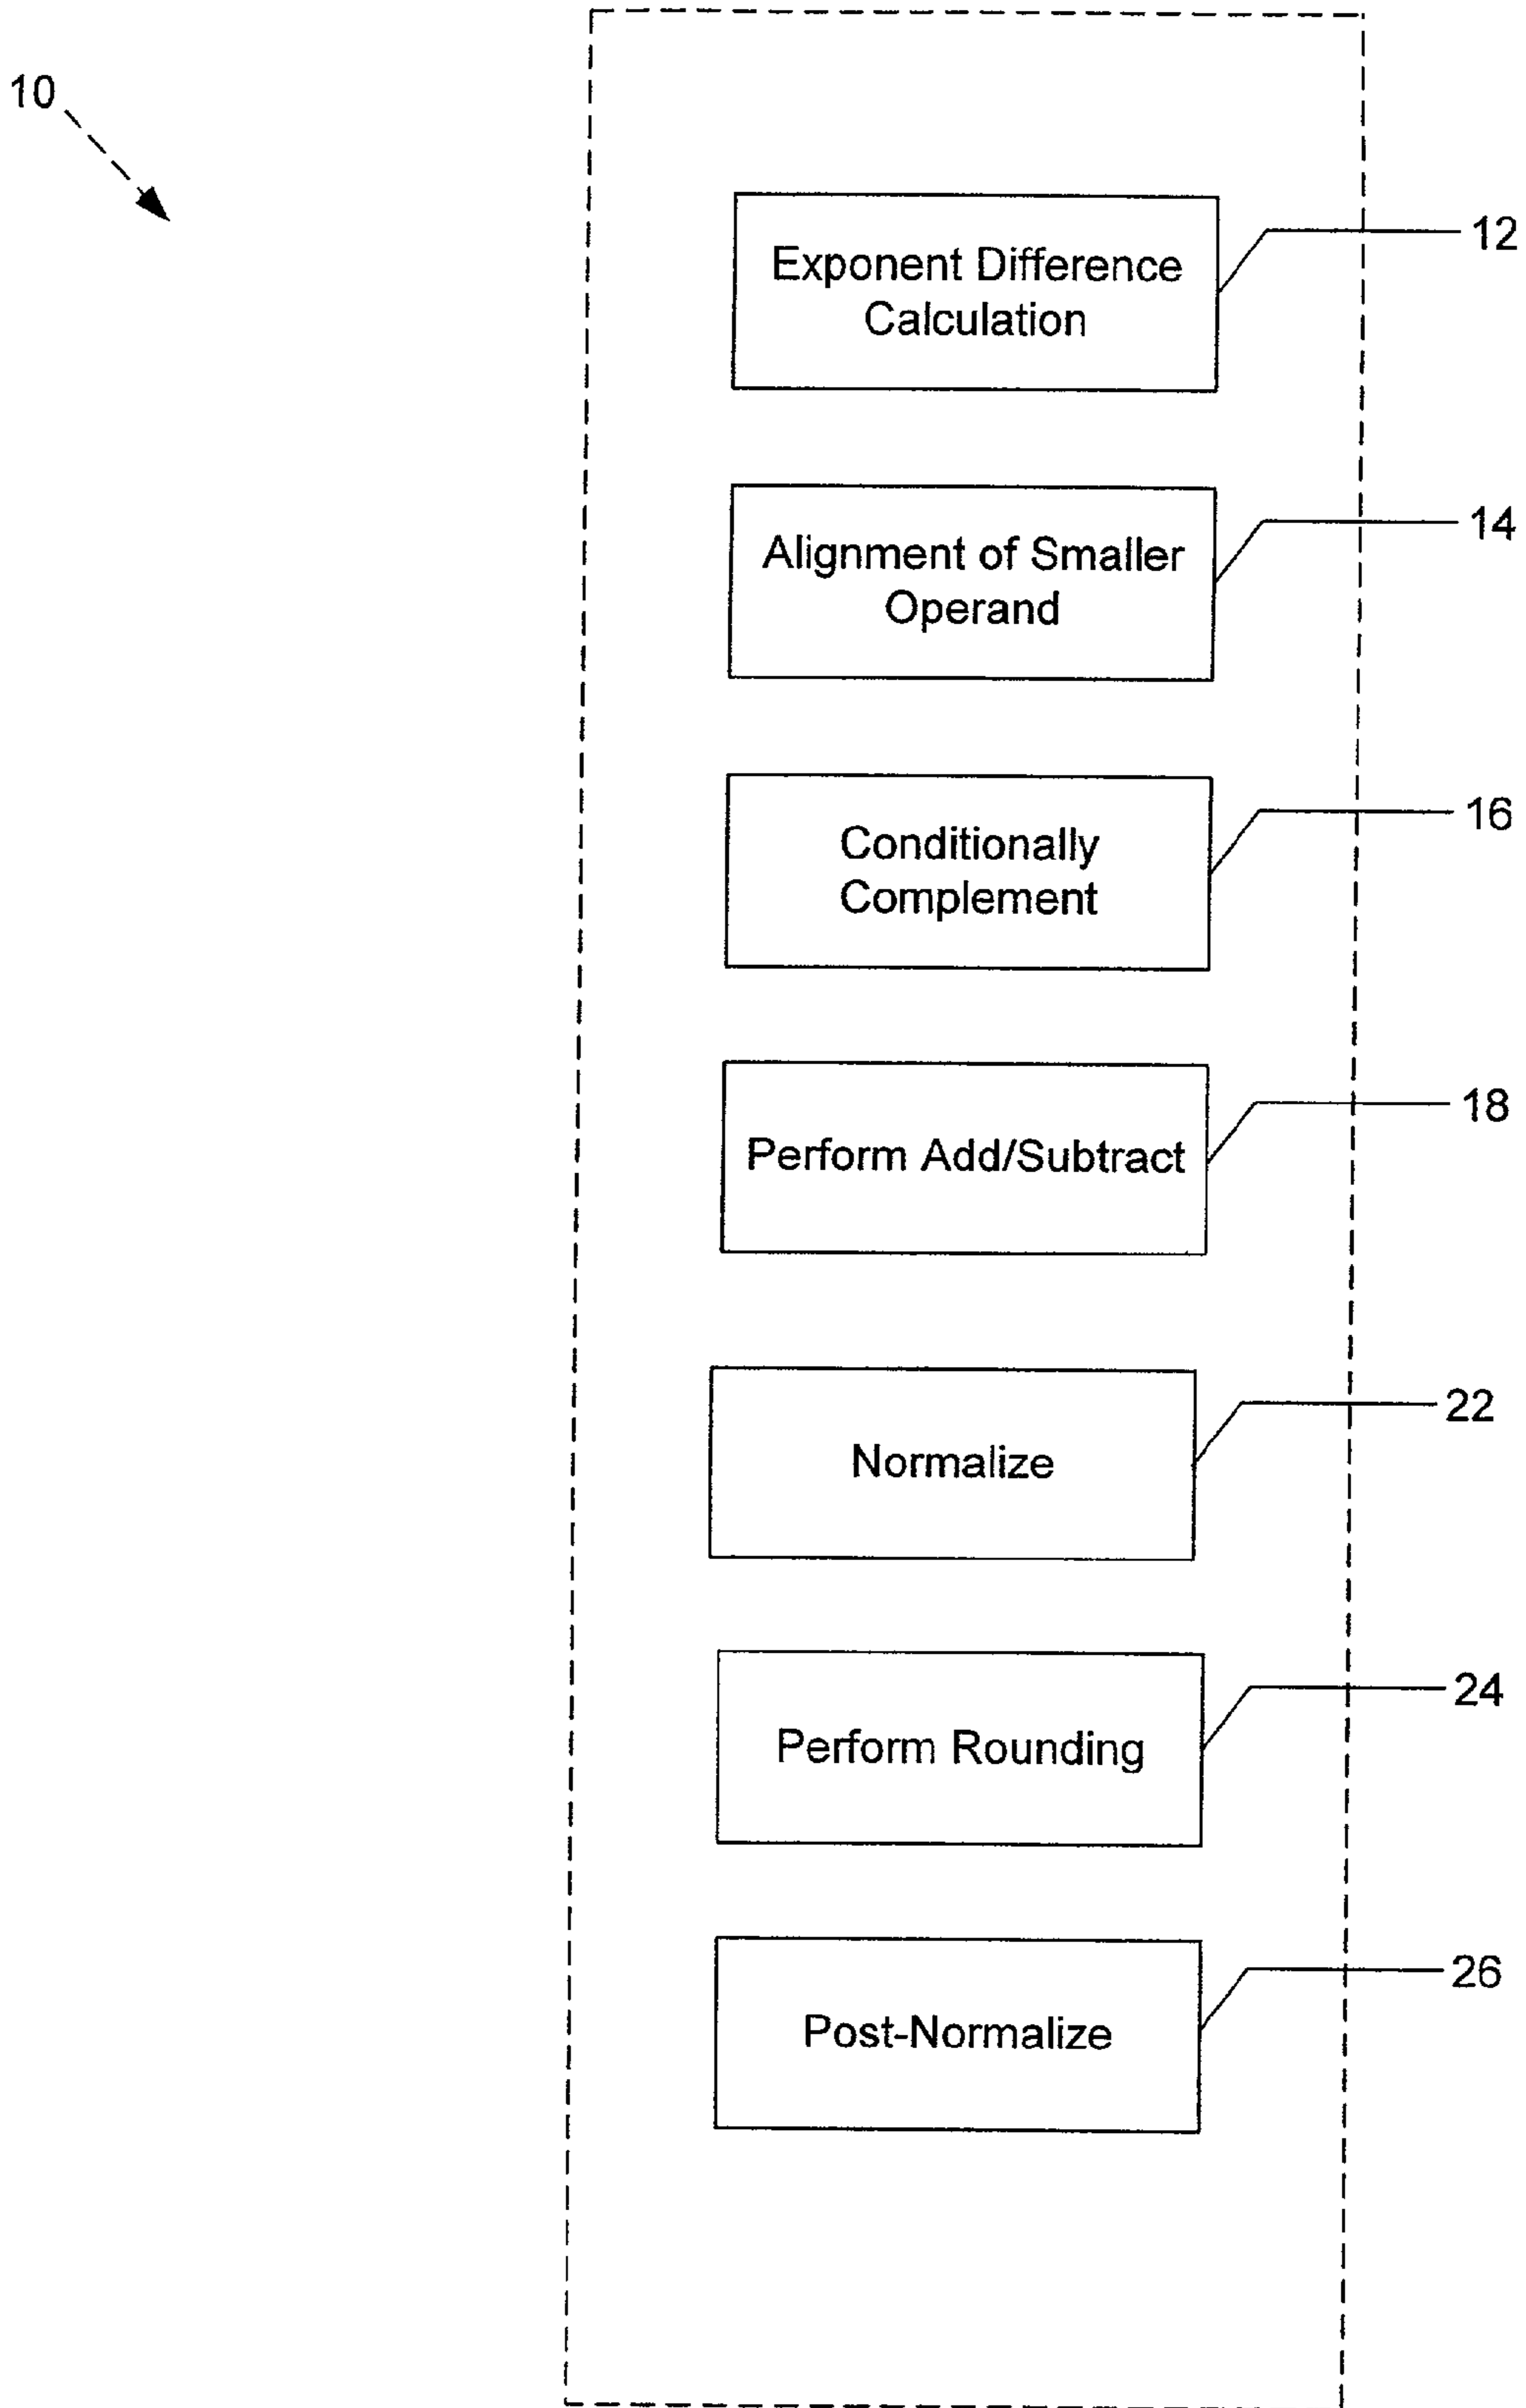 10
Exponent Difference
Calculation
12
Alignment of Smaller
Operand
14
Conditionally
Complement
16
Perform Add/Subtract
18
Normalize
22
Perform Rounding
24
Post-Normalize
26